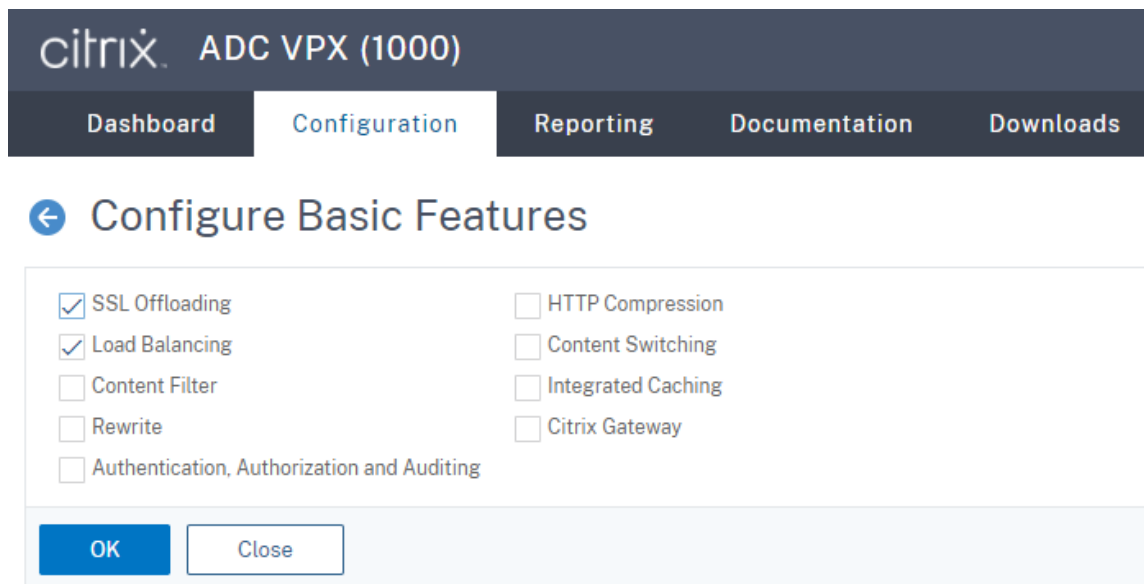 citrix. ADC VPX (1000)
Dashboard Configuration Reporting Documentation Downloads
Configure Basic Features
SSL Offloading HTTP Compression
Load Balancing Content Switching
Content Filter Integrated Caching
Rewrite Citrix Gateway
Authentication, Authorization and Auditing
OK Close